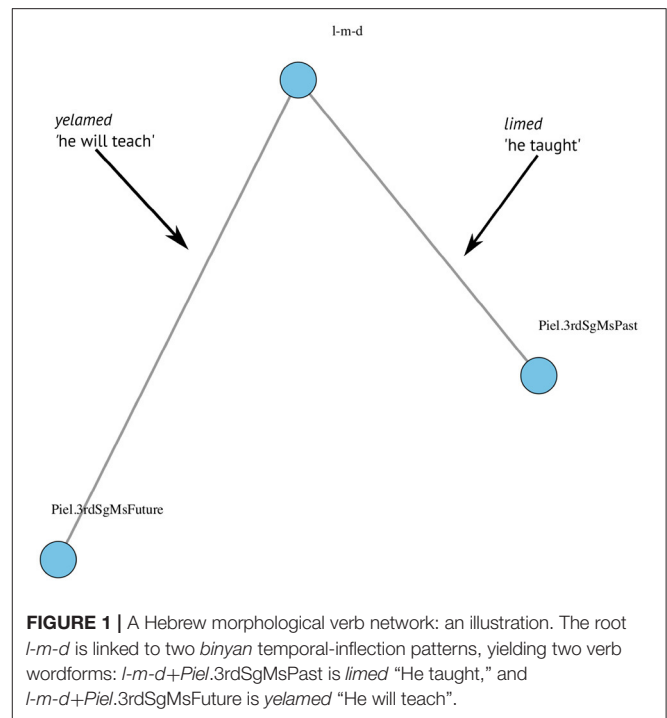 l-m-d
yelamed
'he will teach'
limed
'he taught'
Piel.3rdSgMsPast
Piel.3rdSgMsFuture
FIGURE 1 | A Hebrew morphological verb network: an illustration. The root
l-m-d is linked to two binyan temporal-inflection patterns, yielding two verb
wordforms: l-m-d+Piel.3rdSgMsPast is limed “He taught,” and
l-m-d+Piel.3rdSgMsFuture is yelamed “He will teach”.